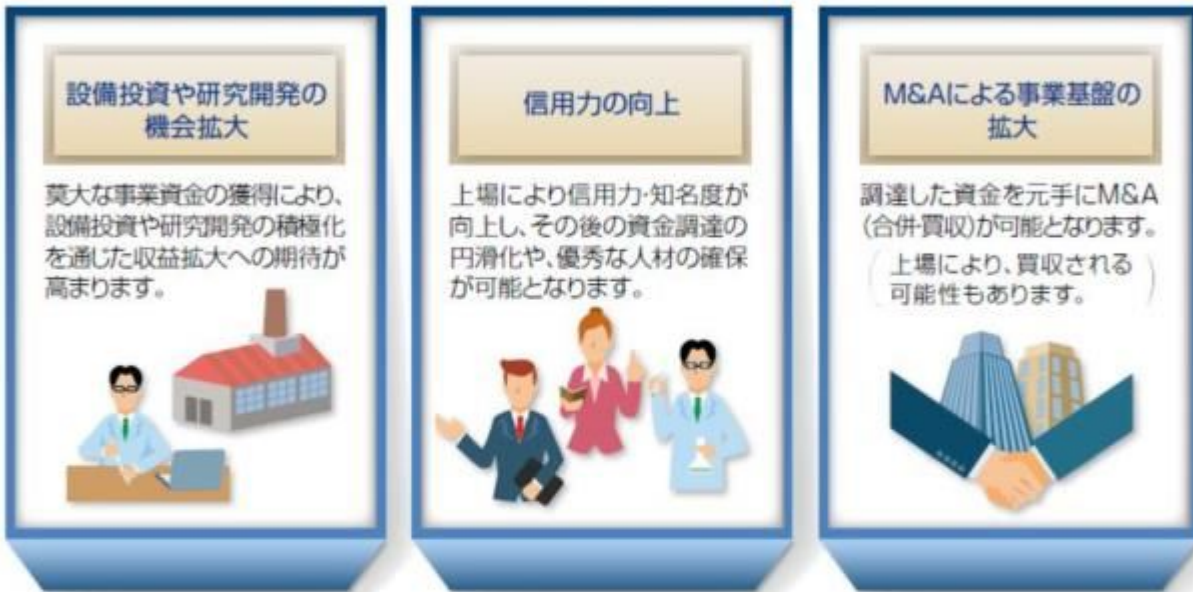 設備投資や研究開発の
機会拡大
莫大な事業資金の獲得により、
設備投資や研究開発の積極化
を通じた収益拡大への期待が
高まります。
信用力の向上
上場により信用力・知名度が
向上し、その後の資金調達の
円滑化や、優秀な人材の確保
が可能となります。
M&Aによる事業基盤の
拡大
調達した資金を元手にM&A
(合併・買収)が可能となります。
(上場により、買収される
可能性もあります。)